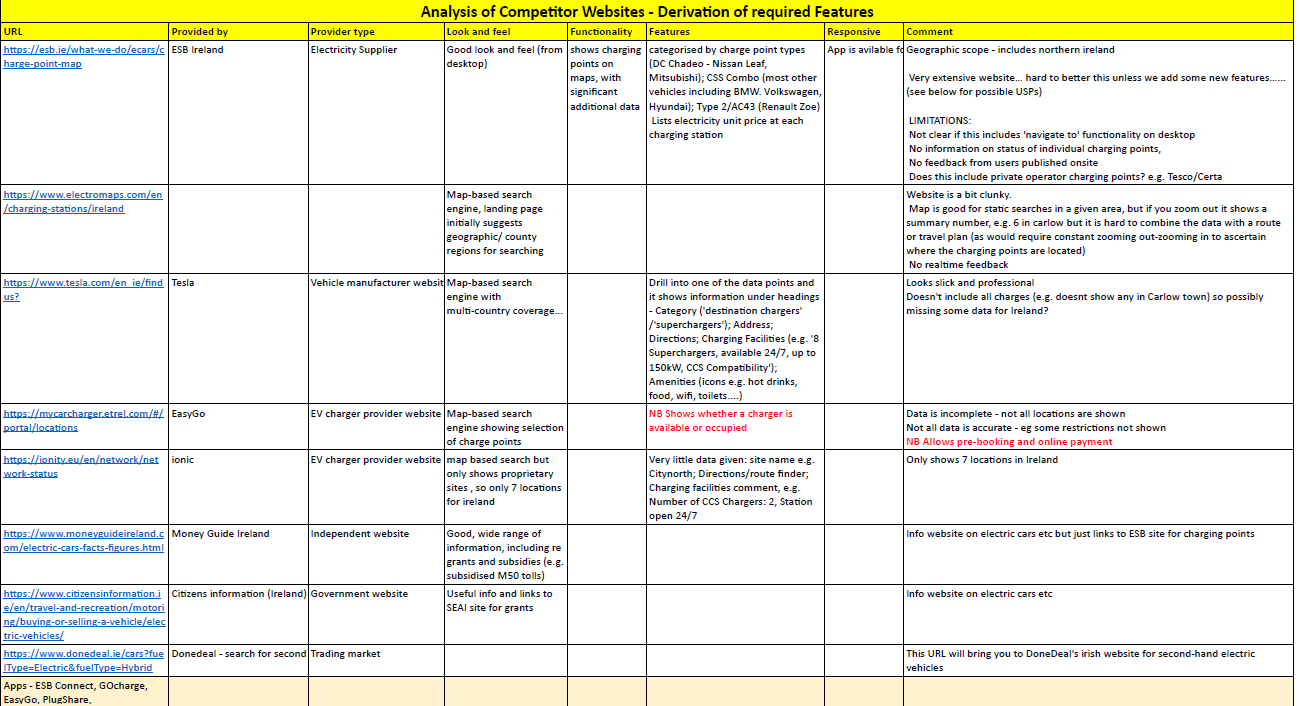 Analysis of Competitor Websites - Derivation of required Features
URL Provided by Provider type Look and feel Functionality Features Responsive Comment
https://esb.ie/what-we-do/ecars/c
harge-point-map
ESB Ireland
Electricity Supplier
Good look and feel (from
desktop)
shows charging
points on
maps, with
significant
additional data
categorised by charge point types
(DC Chadeo - Nissan Leaf,
Mitsubishi); CSS Combo (most other
vehicles including BMW. Volkswagen,
Hyundai); Type 2/AC43 (Renault Zoe)
Lists electricity unit price at each
charging station
App is avilable fo
Geographic scope - includes northern ireland
Very extensive website... hard to better this unless we add some new features......
(see below for possible USPs)
LIMITATIONS:
Not clear if this includes 'navigate to' functionality on desktop
No information on status of individual charging points,
No feedback from users published onsite
Does this include private operator charging points? e.g. Tesco/Certa
https://www.electromaps.com/en
/charging-stations/ireland
Map-based search
engine, landing page
initially suggests
geographic/ county
regions for searching
Website is a bit clunky.
Map is good for static searches in a given area, but if you zoom out it shows a
summary number, e.g. 6 in carlow but it is hard to combine the data with a route
or travel plan (as would require constant zooming out-zooming in to ascertain
where the charging points are located)
No realtime feedback
https://www.tesla.com/en_ie/find
us?
Tesla
Vehicle manufacturer websit
Map-based search
engine with
multi-country coverage...
Drill into one of the data points and
it shows information under headings
- Category ('destination chargers'
/'superchargers'); Address;
Directions; Charging Facilities (e.g. '8
Superchargers, available 24/7, up to
150kW, CCS Compatibility');
Amenities (icons e.g. hot drinks,
food, wifi, toilets....)
Looks slick and professional
Doesn't include all charges (e.g. doesnt show any in Carlow town) so possibly
missing some data for Ireland?
https://mycarcharger.etrel.com/#/
portal/locations
EasyGo
EV charger provider website
Map-based search
engine showing selection
of charge points
NB Shows whether a charger is
available or occupied
Data is incomplete - not all locations are shown
Not all data is accurate - eg some restrictions not shown
NB Allows pre-booking and online payment
https://ionity.eu/en/network/net
work-status
ionic
EV charger provider website
map based search but
only shows proprietary
sites , so only 7 locations
for ireland
Very little data given: site name e.g.
Citynorth; Directions/route finder;
Charging facilities comment, e.g.
Number of CCS Chargers: 2, Station
open 24/7
Only shows 7 locations in Ireland
https://www.moneyguideireland.c
om/electric-cars-facts-figures.html
Money Guide Ireland
Independent website
Good, wide range of
information, including re
grants and subsidies (e.g.
subsidised M50 tolls)
Info website on electric cars etc but just links to ESB site for charging points
https://www.citizensinformation.i
e/en/travel-and-recreation/motori
ng/buying-or-selling-a-vehicle/elec
tric-vehicles/
Citizens information (Ireland)
Government website
Useful info and links to
SEAI site for grants
Info website on electric cars etc
https://www.donedeal.ie/cars?fue
lType=Electric&fuelType=Hybrid
Donedeal - search for second
Trading market
This URL will bring you to DoneDeal's irish website for second-hand electric
vehicles
Apps - ESB Connect, GOcharge,
EasyGo, PlugShare,